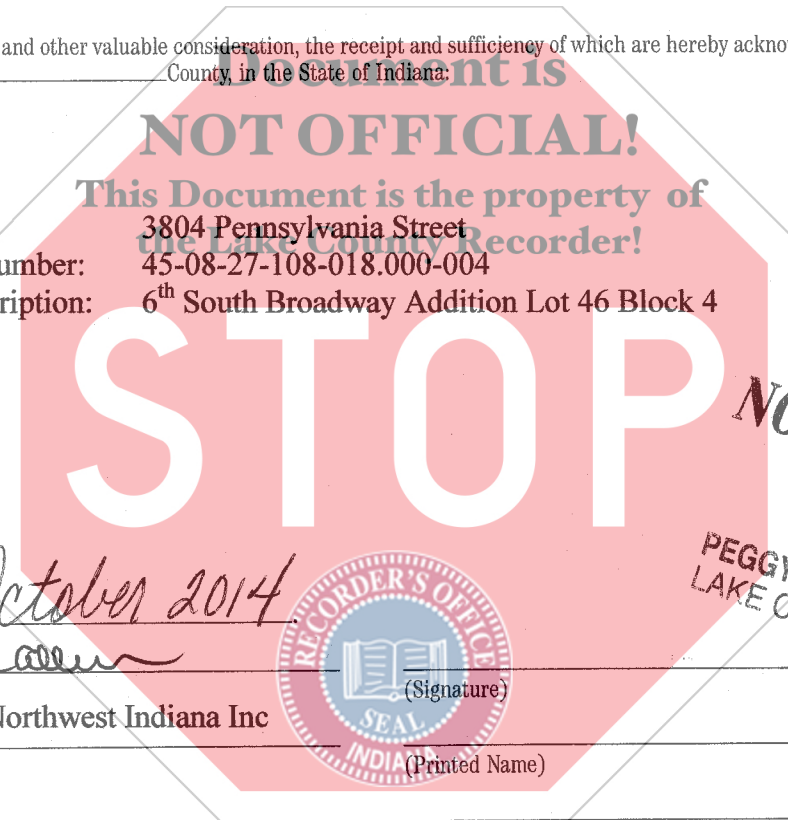 and other valuable consideration, the receipt and sufficiency of which are hereby
County, in the State of Indiana:
Document is
NOT OFFICIAL!
This Document is the property of
the Lake County Recorder!
3804 Pennsylvania Street
umber: 45-08-27-108-018.000-004
ription: 6th South Broadway Addition Lot 46 Block 4
STOP
NO
PEGGY
LAKE C
ctober 2014.
RECORDER'S OFFICE
SEAL
INDIANA
(Signature)
Northwest Indiana Inc
(Printed Name)